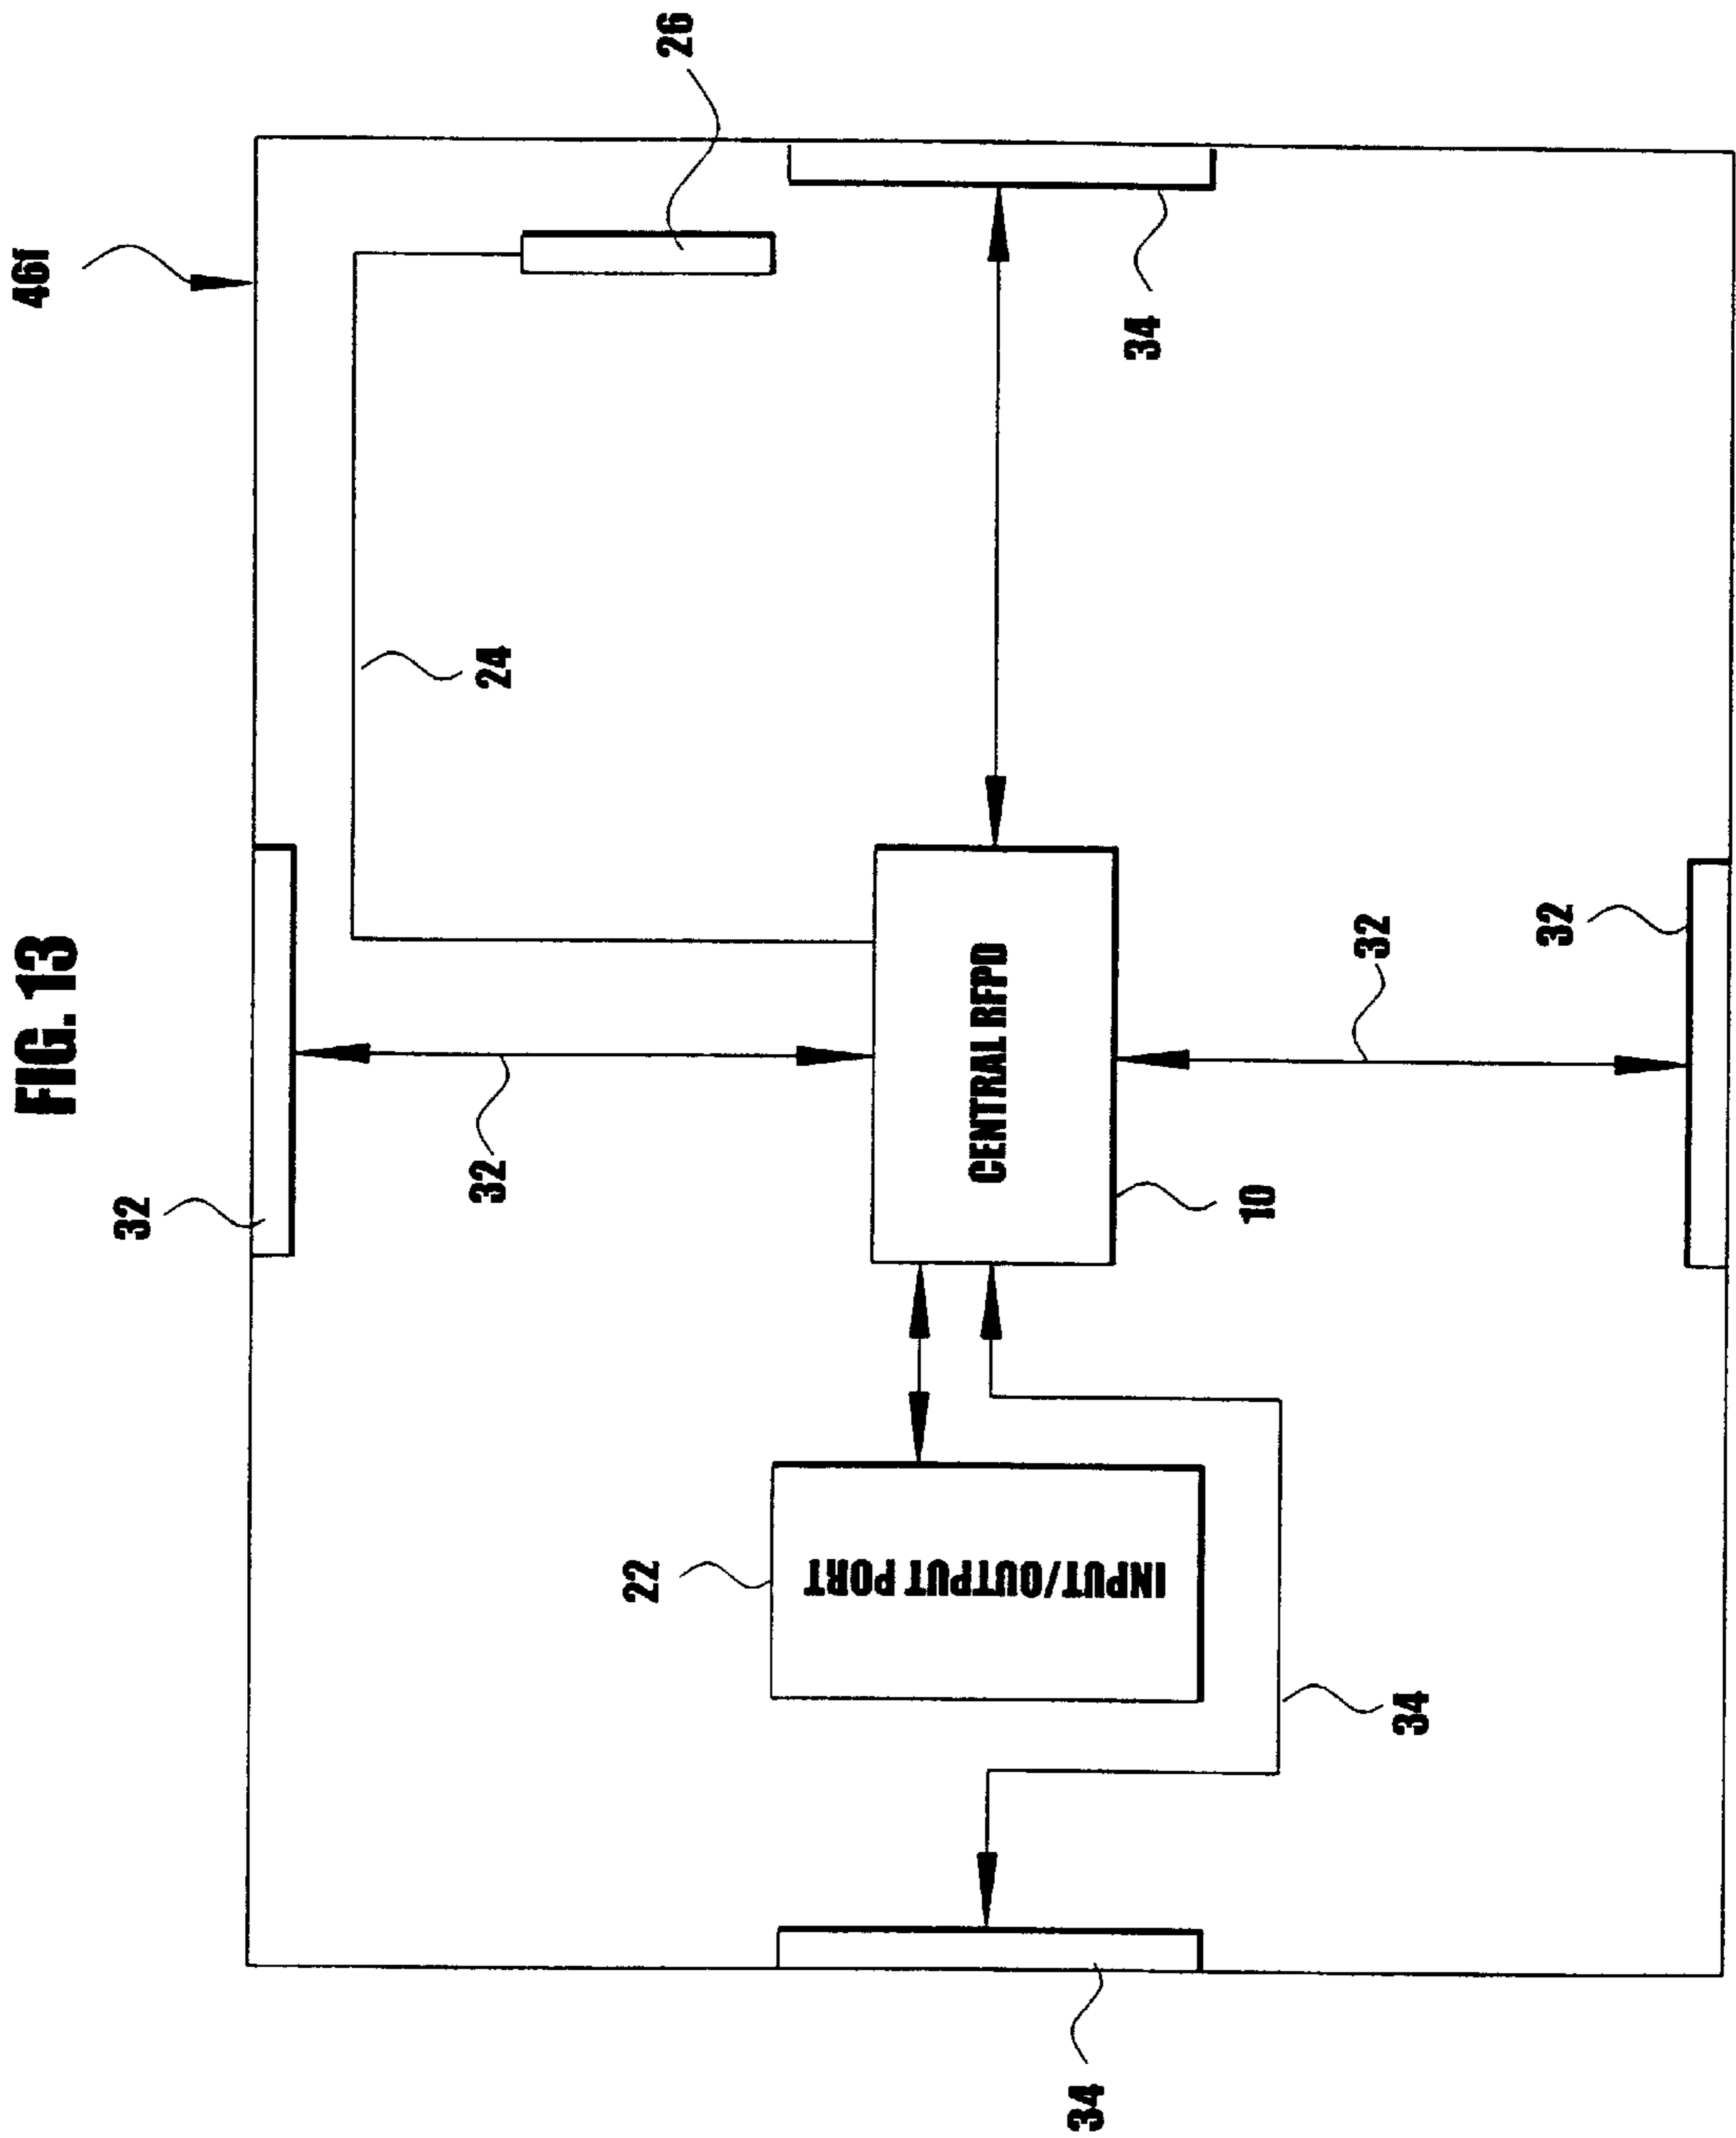 FIG. 13
46f
32
32
24
22
26
INPUT/OUTPUT PORT
CENTRAL RFPD
34
34
10
32
34
32